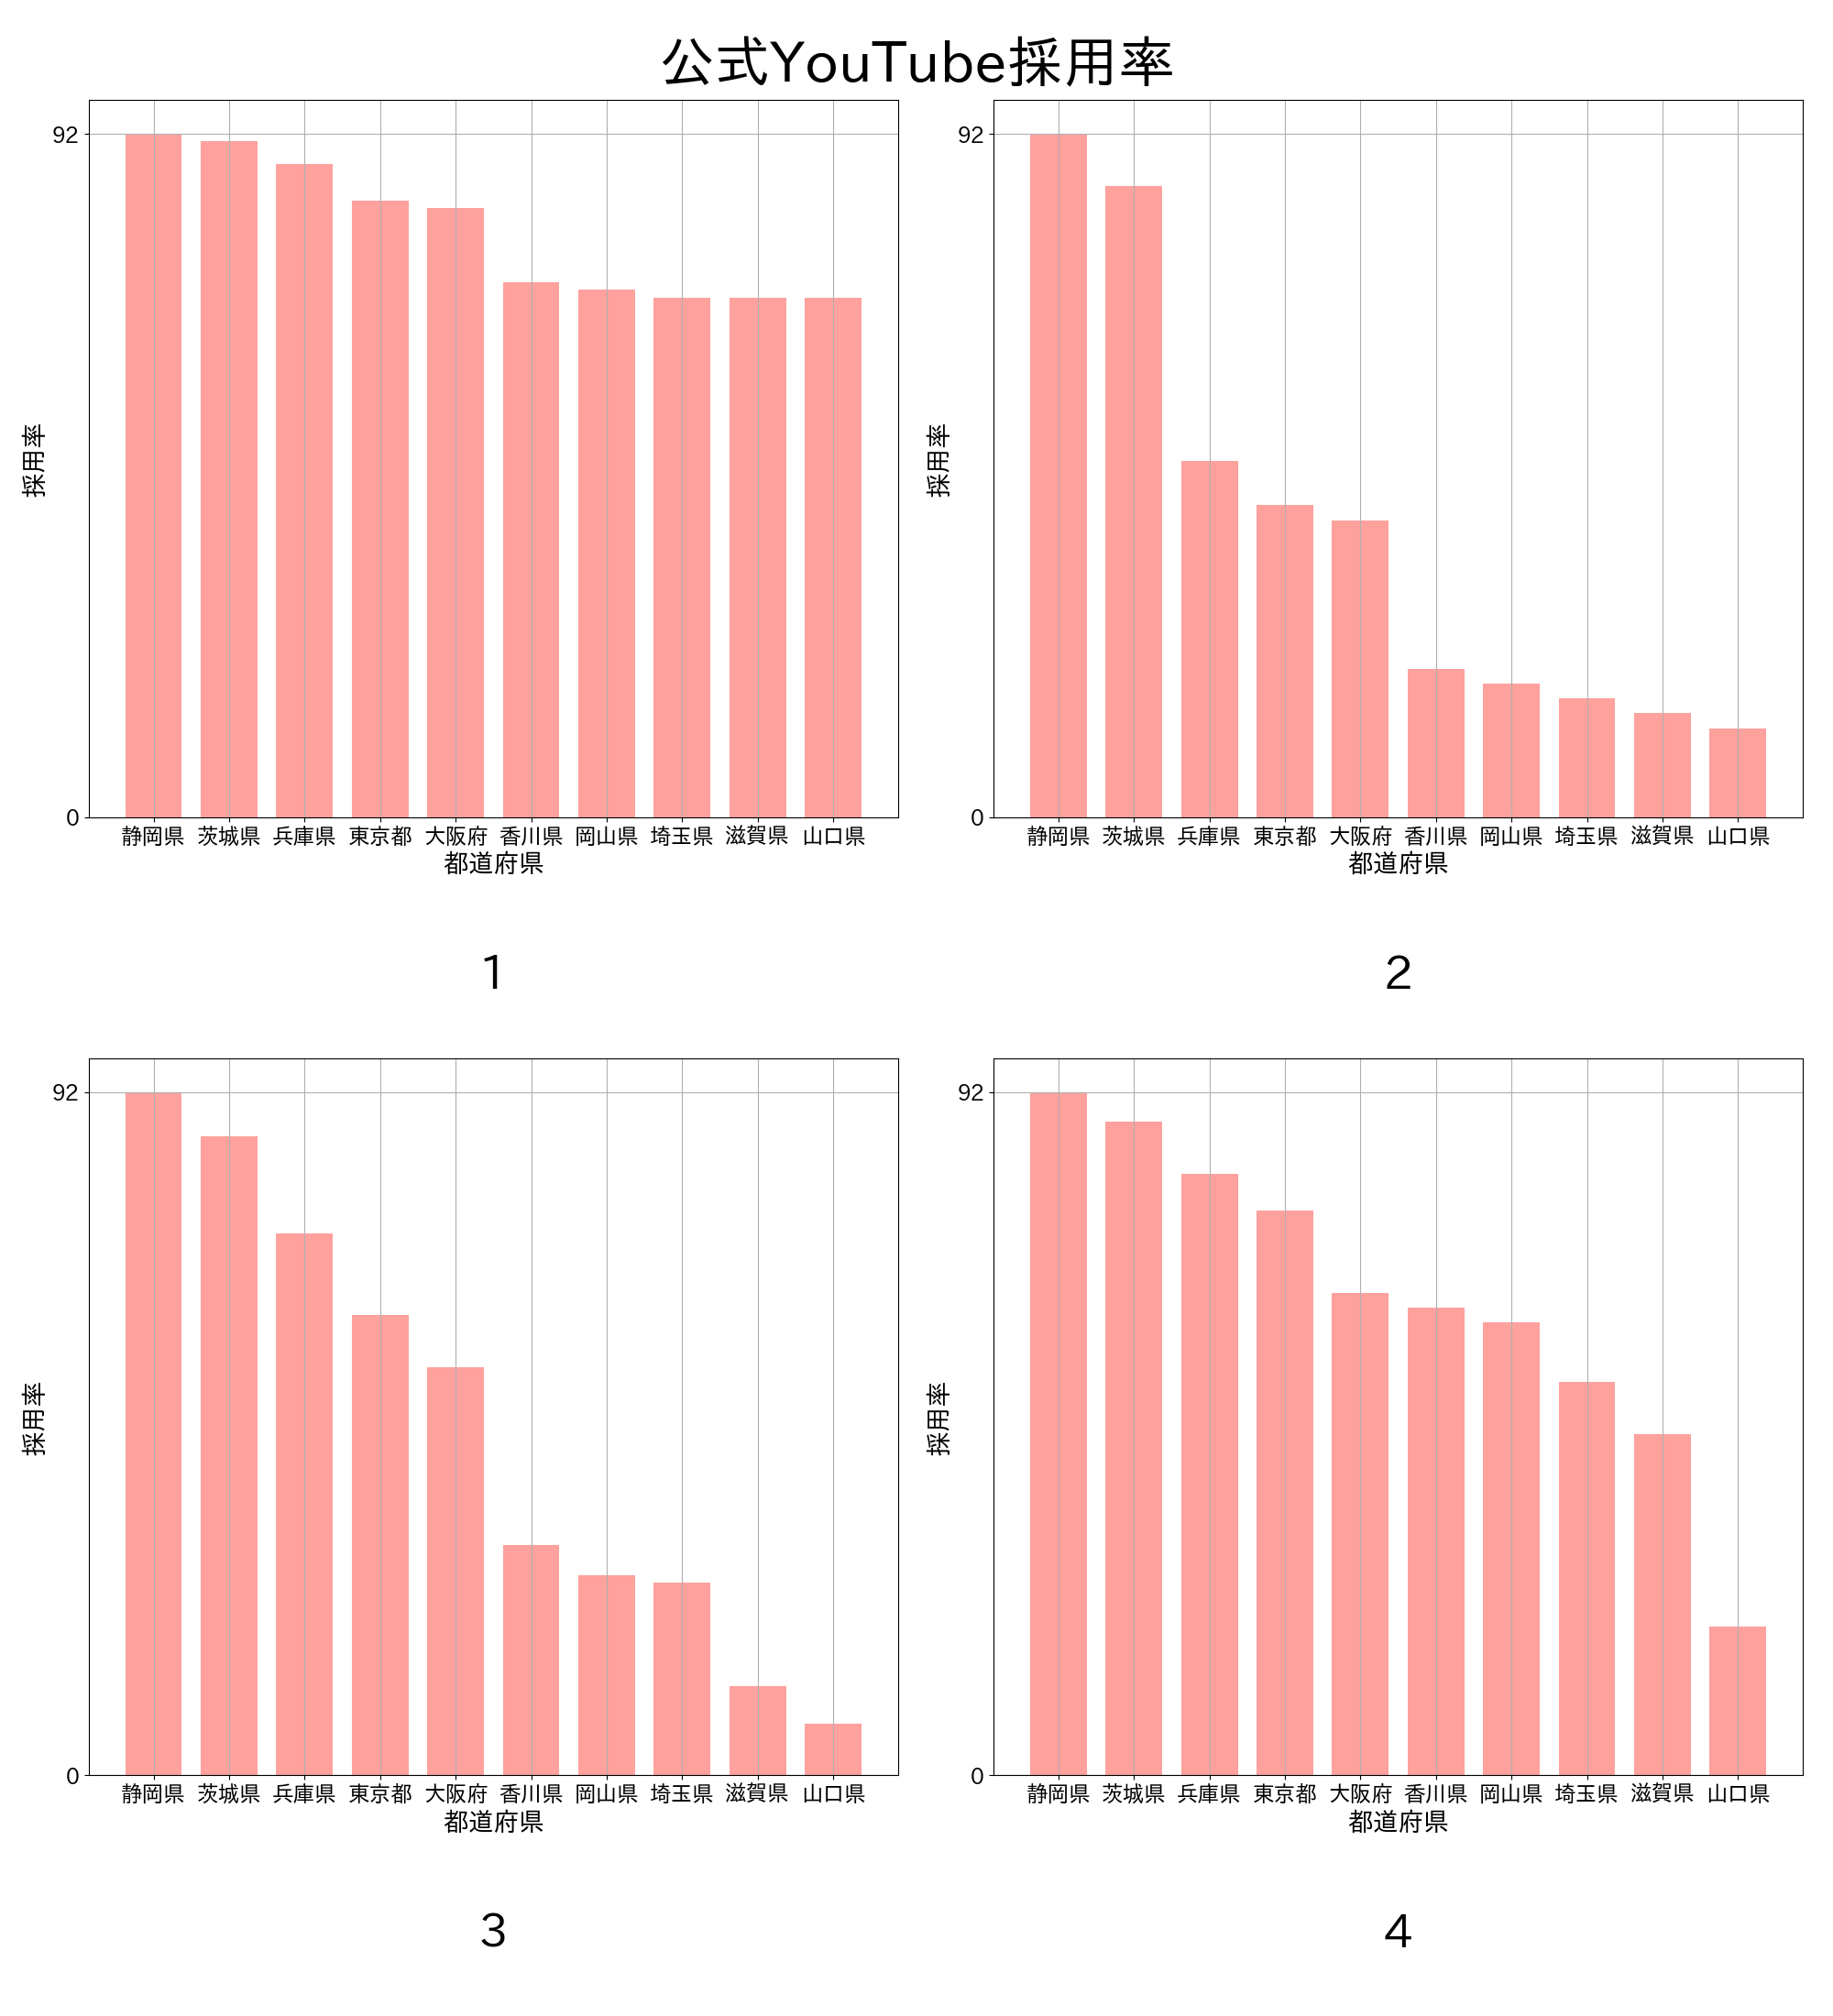 公式YouTube採用率
92
0
採用率
静岡県 茨城県 兵庫県 東京都 大阪府 香川県 岡山県 埼玉県 滋賀県 山口県
都道府県
1
92
0
採用率
静岡県 茨城県 兵庫県 東京都 大阪府 香川県 岡山県 埼玉県 滋賀県 山口県
都道府県
2
92
0
採用率
静岡県 茨城県 兵庫県 東京都 大阪府 香川県 岡山県 埼玉県 滋賀県 山口県
都道府県
3
92
0
採用率
静岡県 茨城県 兵庫県 東京都 大阪府 香川県 岡山県 埼玉県 滋賀県 山口県
都道府県
4